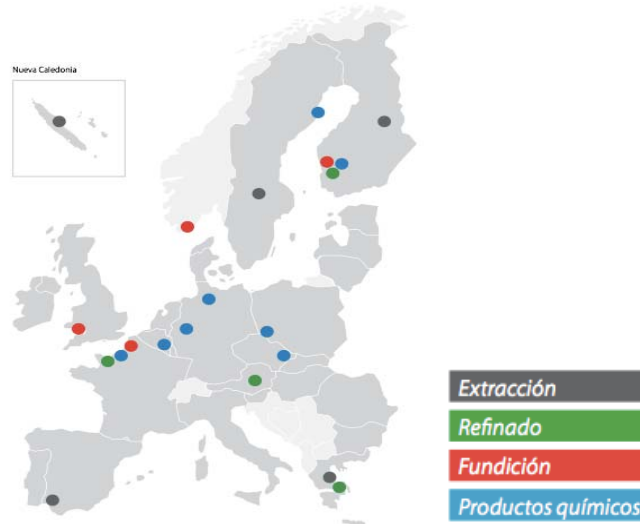 Nueva Caledonia
Extracción
Refinado
Fundición
Productos químicos